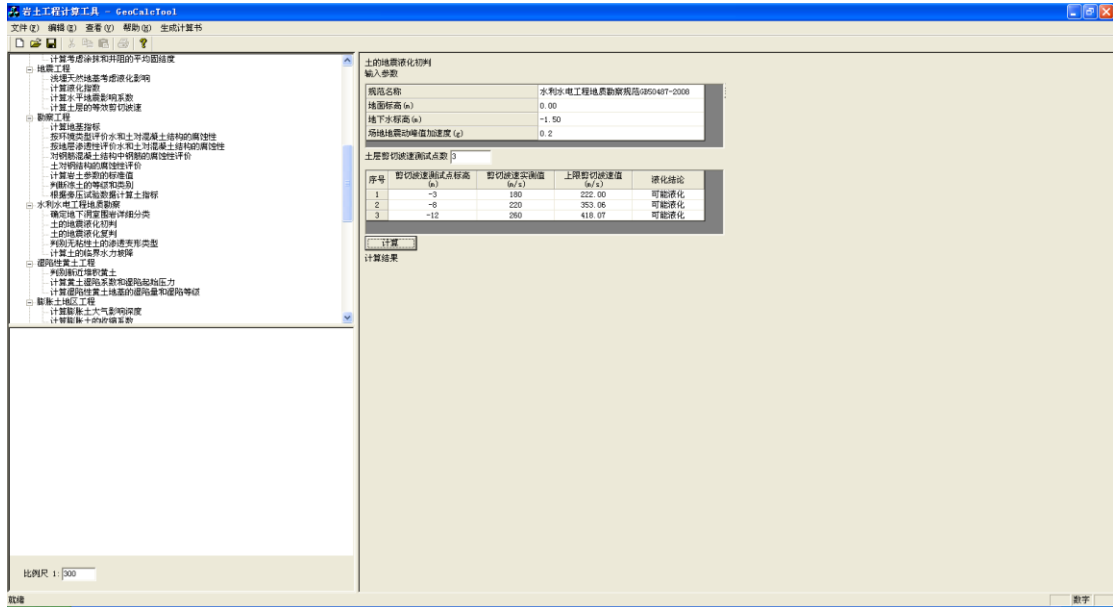 岩土工程计算工具 - GeoCalcTool
文件(F) 编辑(E) 查看(V) 帮助(H) 生成计算书
计算考虑涂抹和井阻的平均固结度
地震工程
浅埋天然地基考虑液化影响
计算液化指数
计算水平地震影响系数
计算土层的等效剪切波速
勘察工程
计算地基指标
按环境类型评价水和土对混凝土结构的腐蚀性
按地层渗透性评价水和土对混凝土结构的腐蚀性
对钢筋混凝土结构中钢筋的腐蚀性评价
土对钢结构的腐蚀性评价
计算岩土参数的标准值
判断冻土的等级和类别
根据旁压试验数据计算土指标
水利水电工程地质勘察
确定地下洞室围岩详细分类
土的地震液化初判
土的地震液化复判
判别无粘性土的渗透变形类型
计算土的临界水力坡降
湿陷性黄土工程
判别新近堆积黄土
计算黄土湿陷系数和湿陷起始压力
计算湿陷性黄土地基的湿陷量和湿陷等级
膨胀土地区工程
计算膨胀土大气影响深度
计算膨胀土的收缩系数
比例尺 1: 300
就绪
土的地震液化初判
输入参数
规范名称 水利水电工程地质勘察规范GB50487-2008
地面标高(m) 0.00
地下水标高(m) -1.50
场地地震动峰值加速度(g) 0.2
土层剪切波速测试点数 3
序号 剪切波速测试点标高(m) 剪切波速实测值(m/s) 上限剪切波速值(m/s) 液化结论
1 -3 180 222.00 可能液化
2 -8 220 353.06 可能液化
3 -12 260 418.07 可能液化
计算
计算结果
数字